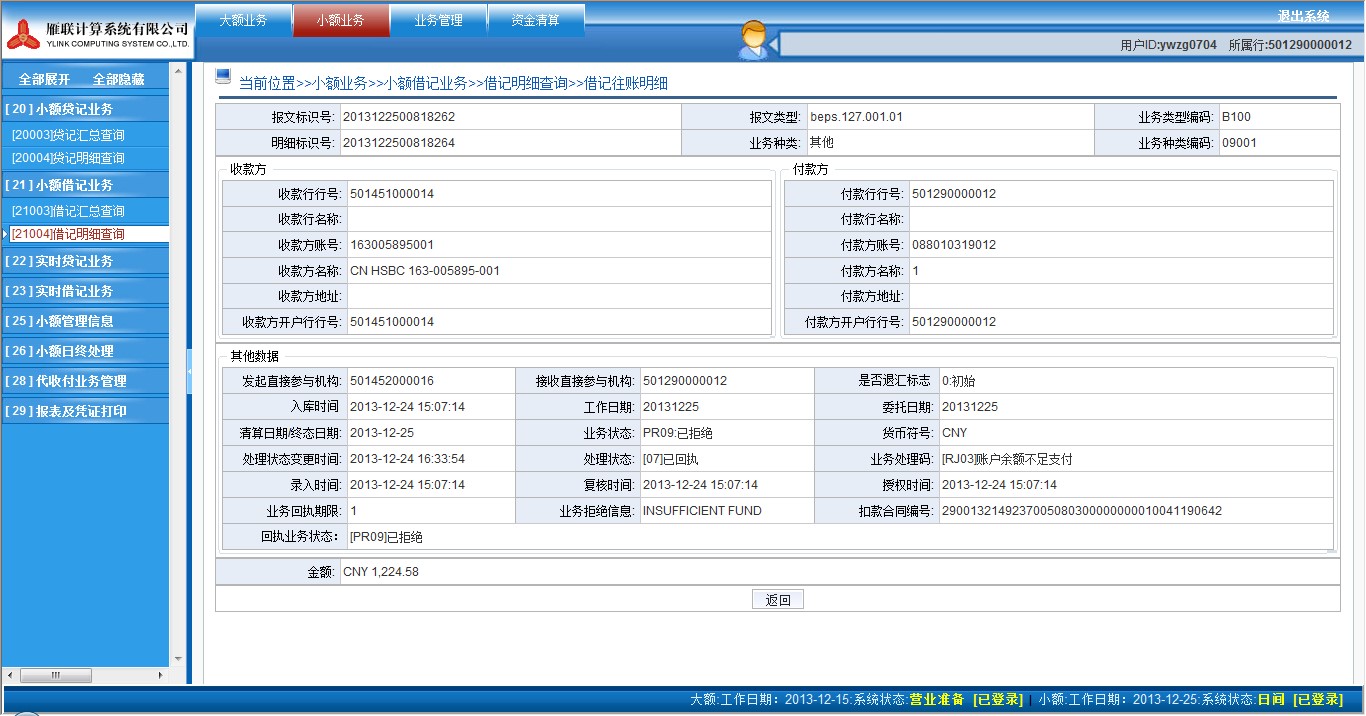 雁联计算系统有限公司
YLINK COMPUTING SYSTEM CO.,LTD.
大额业务 小额业务 业务管理 资金清算
退出系统
用户ID:ywzg0704 所属行:501290000012
全部展开 全部隐藏
[20]小额贷记业务
[20003]贷记汇总查询
[20004]贷记明细查询
[21]小额借记业务
[21003]借记汇总查询
[21004]借记明细查询
[22]实时贷记业务
[23]实时借记业务
[25]小额管理信息
[26]小额日终处理
[28]代收付业务管理
[29]报表及凭证打印
当前位置>>小额业务>>小额借记业务>>借记明细查询>>借记往账明细
报文标识号: 2013122500818262 报文类型: beps.127.001.01 业务类型编码: B100
明细标识号: 2013122500818264 业务种类: 其他 业务种类编码: 09001
收款方
收款行行号: 501451000014
收款行名称:
收款方账号: 163005895001
收款方名称: CN HSBC 163-005895-001
收款方地址:
收款方开户行行号: 501451000014
付款方
付款行行号: 501290000012
付款行名称:
付款方账号: 088010319012
付款方名称: 1
付款方地址:
付款方开户行行号: 501290000012
其他数据
发起直接参与机构: 501452000016 接收直接参与机构: 501290000012 是否退汇标志 0:初始
入库时间 2013-12-24 15:07:14 工作日期: 20131225 委托日期: 20131225
清算日期/终态日期: 2013-12-25 业务状态: PR09:已拒绝 货币符号: CNY
处理状态变更时间: 2013-12-24 16:33:54 处理状态: [07]已回执 业务处理码: [RJ03]账户余额不足支付
录入时间: 2013-12-24 15:07:14 复核时间: 2013-12-24 15:07:14 授权时间: 2013-12-24 15:07:14
业务回执期限: 1 业务拒绝信息: INSUFFICIENT FUND 扣款合同编号: 290013214923700508030000000010041190642
回执业务状态: [PR09]已拒绝
金额: CNY 1,224.58
返回
大额:工作日期: 2013-12-15:系统状态:营业准备 [已登录] | 小额:工作日期: 2013-12-25:系统状态:日间 [已登录]